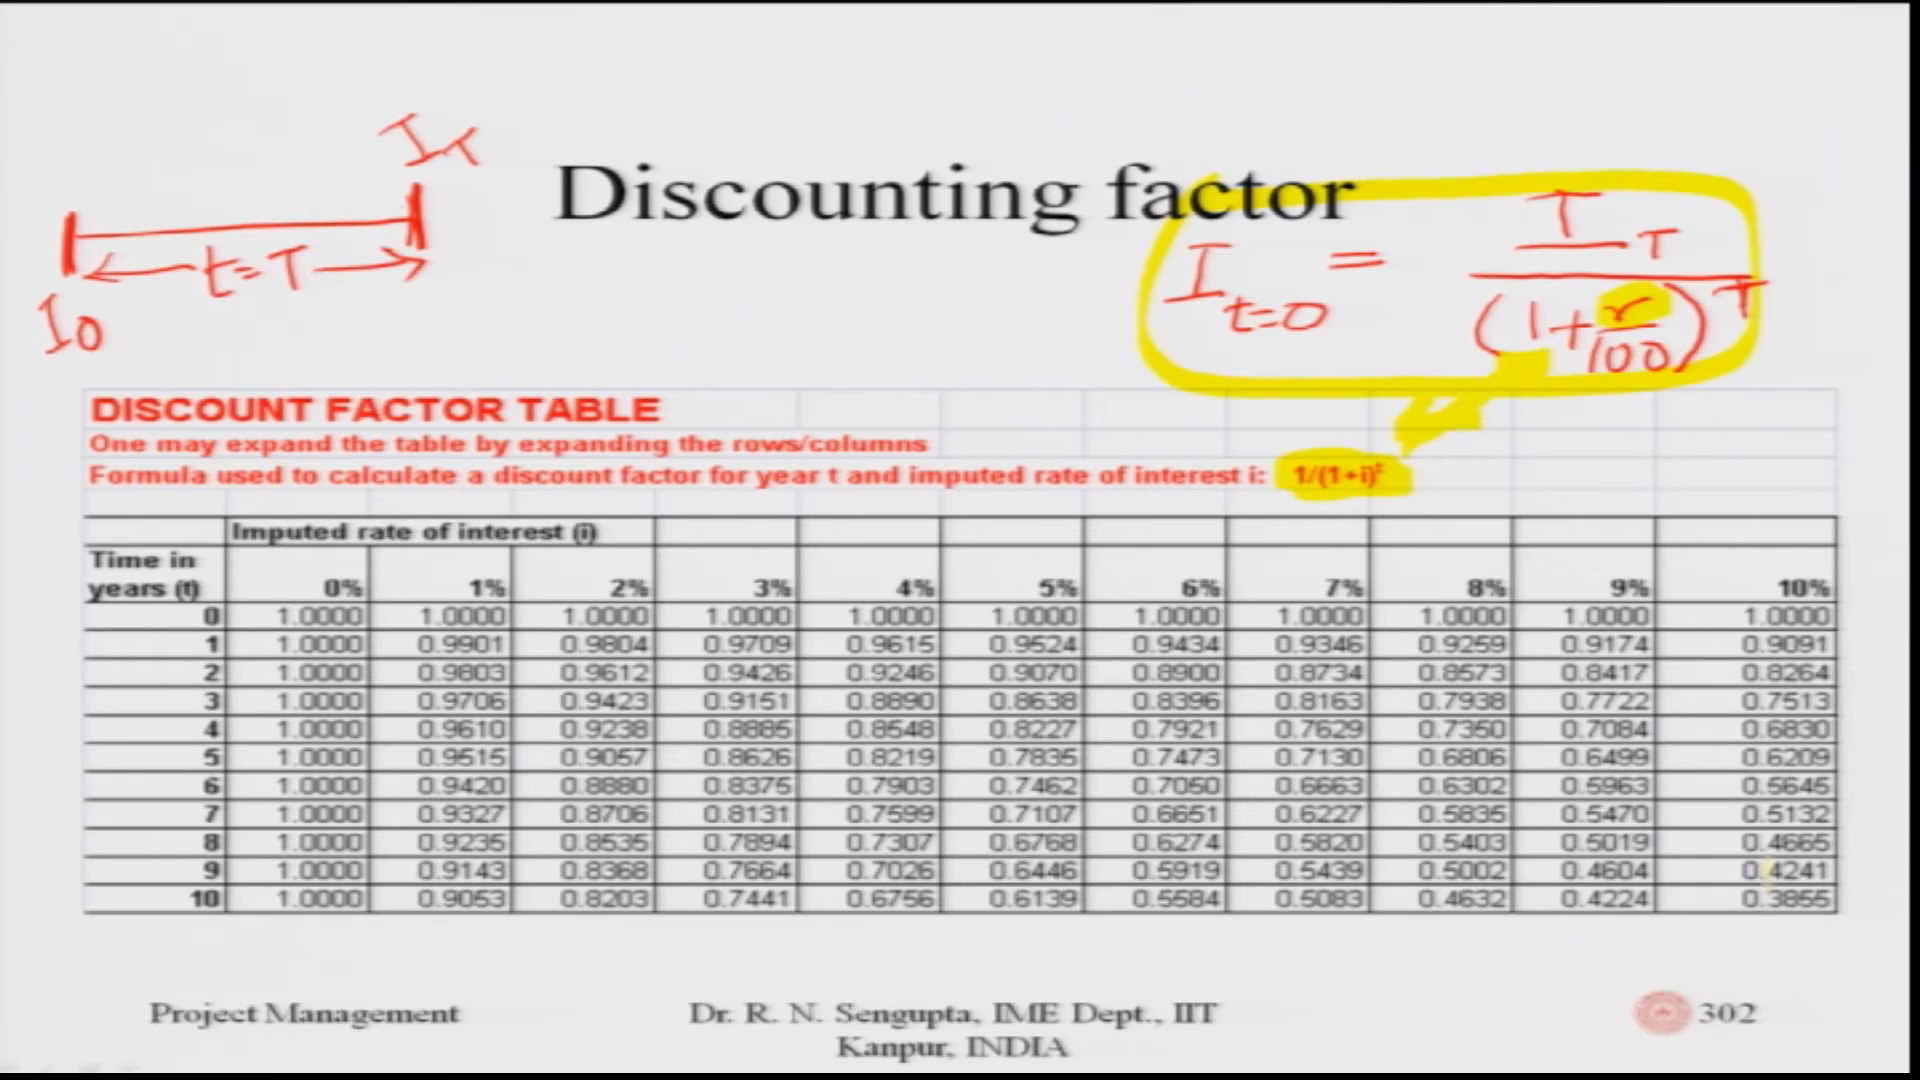 I_T
Discounting factor
I_{t=0} = I_T / (1 + r/100)^T
t=T
I0
DISCOUNT FACTOR TABLE
One may expand the table by expanding the rows/columns
Formula used to calculate a discount factor for year t and imputed rate of interest i: 1/(1+i)^t
Imputed rate of interest (i)
Time in years (t) 0% 1% 2% 3% 4% 5% 6% 7% 8% 9% 10%
0 1.0000 1.0000 1.0000 1.0000 1.0000 1.0000 1.0000 1.0000 1.0000 1.0000 1.0000
1 1.0000 0.9901 0.9804 0.9709 0.9615 0.9524 0.9434 0.9346 0.9259 0.9174 0.9091
2 1.0000 0.9803 0.9612 0.9426 0.9246 0.9070 0.8900 0.8734 0.8573 0.8417 0.8264
3 1.0000 0.9706 0.9423 0.9151 0.8890 0.8638 0.8396 0.8163 0.7938 0.7722 0.7513
4 1.0000 0.9610 0.9238 0.8885 0.8548 0.8227 0.7921 0.7629 0.7350 0.7084 0.6830
5 1.0000 0.9515 0.9057 0.8626 0.8219 0.7835 0.7473 0.7130 0.6806 0.6499 0.6209
6 1.0000 0.9420 0.8880 0.8375 0.7903 0.7462 0.7050 0.6663 0.6302 0.5963 0.5645
7 1.0000 0.9327 0.8706 0.8131 0.7599 0.7107 0.6651 0.6227 0.5835 0.5470 0.5132
8 1.0000 0.9235 0.8535 0.7894 0.7307 0.6768 0.6274 0.5820 0.5403 0.5019 0.4665
9 1.0000 0.9143 0.8368 0.7664 0.7026 0.6446 0.5919 0.5439 0.5002 0.4604 0.4241
10 1.0000 0.9053 0.8203 0.7441 0.6756 0.6139 0.5584 0.5083 0.4632 0.4224 0.3855
Project Management
Dr. R. N. Sengupta, IME Dept., IIT
Kanpur, INDIA
302